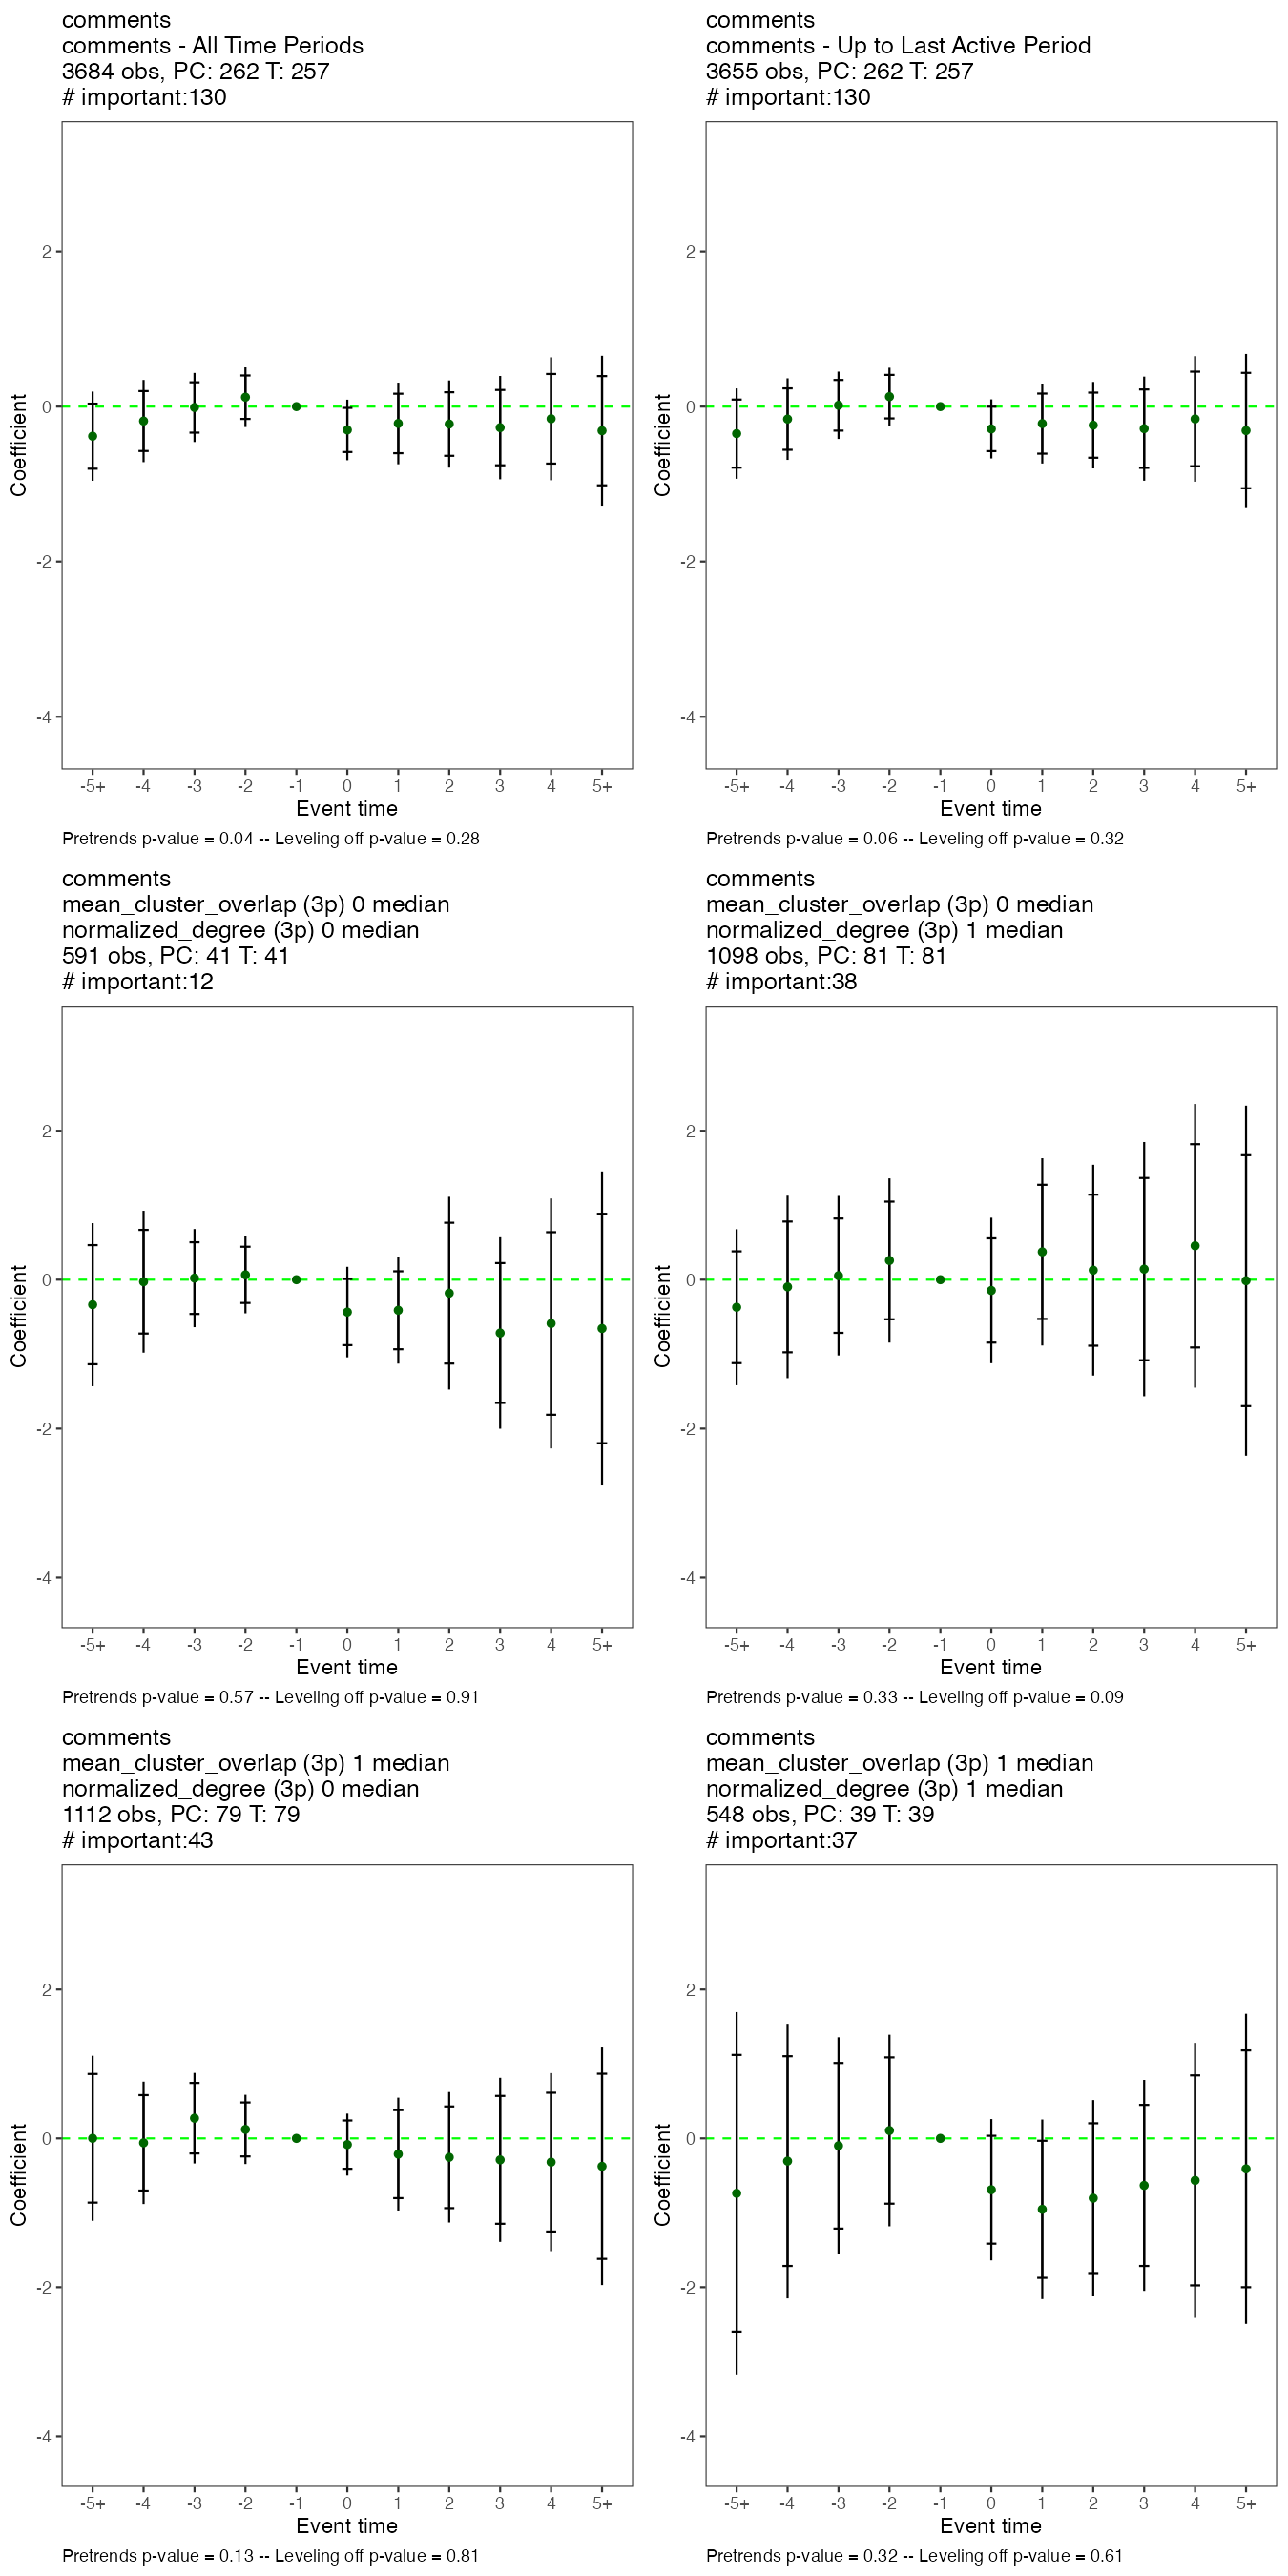 comments
comments - All Time Periods
3684 obs, PC: 262 T: 257
# important:130
Coefficient
2
0
-2
-4
-5+ -4 -3 -2 -1 0 1 2 3 4 5+
Event time
Pretrends p-value = 0.04 -- Leveling off p-value = 0.28
comments
comments - Up to Last Active Period
3655 obs, PC: 262 T: 257
# important:130
Coefficient
2
0
-2
-4
-5+ -4 -3 -2 -1 0 1 2 3 4 5+
Event time
Pretrends p-value = 0.06 -- Leveling off p-value = 0.32
comments
mean_cluster_overlap (3p) 0 median
normalized_degree (3p) 0 median
591 obs, PC: 41 T: 41
# important:12
Coefficient
2
0
-2
-4
-5+ -4 -3 -2 -1 0 1 2 3 4 5+
Event time
Pretrends p-value = 0.57 -- Leveling off p-value = 0.91
comments
mean_cluster_overlap (3p) 0 median
normalized_degree (3p) 1 median
1098 obs, PC: 81 T: 81
# important:38
Coefficient
2
0
-2
-4
-5+ -4 -3 -2 -1 0 1 2 3 4 5+
Event time
Pretrends p-value = 0.33 -- Leveling off p-value = 0.09
comments
mean_cluster_overlap (3p) 1 median
normalized_degree (3p) 0 median
1112 obs, PC: 79 T: 79
# important:43
Coefficient
2
0
-2
-4
-5+ -4 -3 -2 -1 0 1 2 3 4 5+
Event time
Pretrends p-value = 0.13 -- Leveling off p-value = 0.81
comments
mean_cluster_overlap (3p) 1 median
normalized_degree (3p) 1 median
548 obs, PC: 39 T: 39
# important:37
Coefficient
2
0
-2
-4
-5+ -4 -3 -2 -1 0 1 2 3 4 5+
Event time
Pretrends p-value = 0.32 -- Leveling off p-value = 0.61